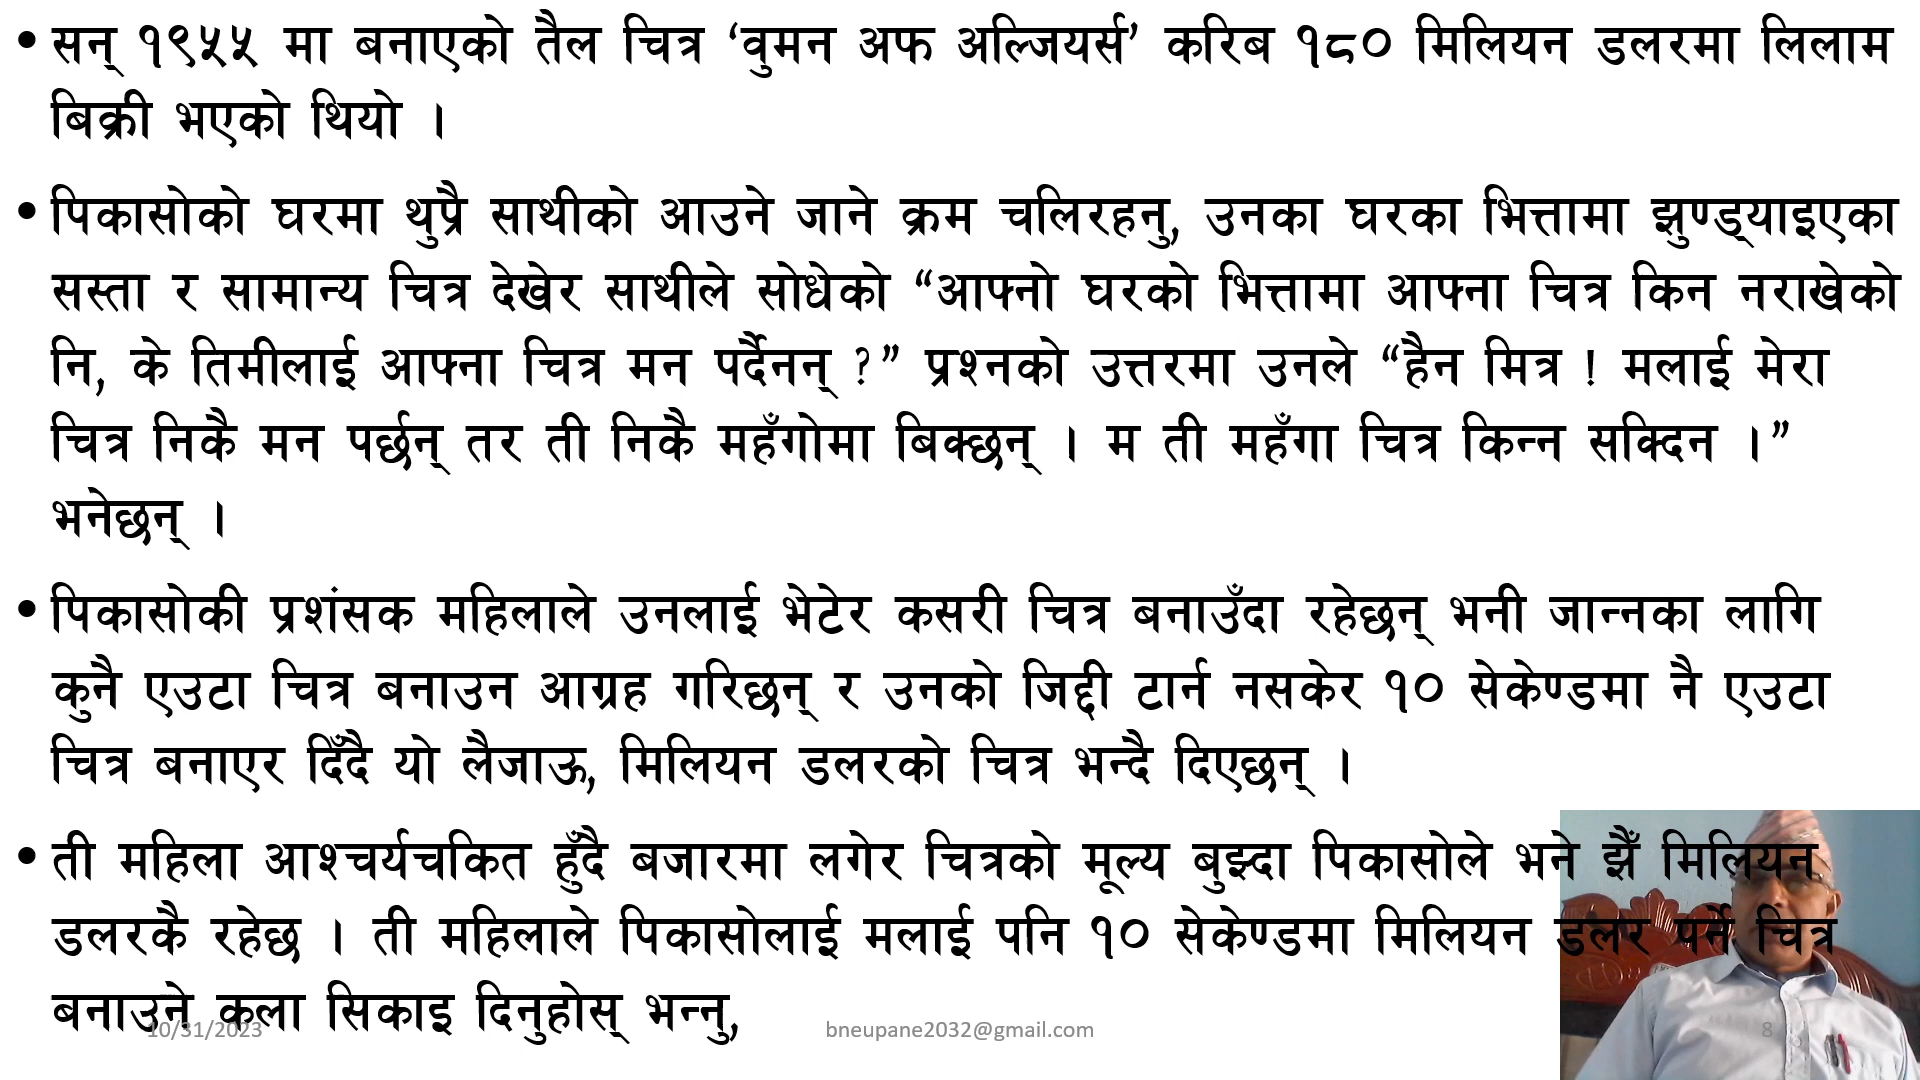 • सन् १९५५ मा बनाएको तैल चित्र ‘वुमन अफ अल्जियर्स’ करिब १८० मिलियन डलरमा लिलाम
बिक्री भएको थियो ।
• पिकासोको घरमा थुप्रै साथीको आउने जाने क्रम चलिरहनु, उनका घरका भित्तामा झुण्ड्याइएका
सस्ता र सामान्य चित्र देखेर साथीले सोधेको “आफ्नो घरको भित्तामा आफ्ना चित्र किन नराखेको
नि, के तिमीलाई आफ्ना चित्र मन पर्दैनन् ?” प्रश्नको उत्तरमा उनले “हैन मित्र ! मलाई मेरा
चित्र निकै मन पर्छन् तर ती निकै महँगोमा बिक्छन् । म ती महँगा चित्र किन्न सक्दिन ।”
भनेछन् ।
• पिकासोकी प्रशंसक महिलाले उनलाई भेटेर कसरी चित्र बनाउँदा रहेछन् भनी जान्नका लागि
कुनै एउटा चित्र बनाउन आग्रह गरिछन् र उनको जिद्दी टार्न नसकेर १० सेकेण्डमा नै एउटा
चित्र बनाएर दिँदै यो लैजाऊ, मिलियन डलरको चित्र भन्दै दिएछन् ।
• ती महिला आश्चर्यचकित हुँदै बजारमा लगेर चित्रको मूल्य बुझ्दा पिकासोले भने झैँ मिलियन
डलरकै रहेछ । ती महिलाले पिकासोलाई मलाई पनि १० सेकेण्डमा मिलियन डलर पर्ने चित्र
बनाउने कला सिकाइ दिनुहोस् भन्नु,
10/31/2023 bneupane2032@gmail.com 8